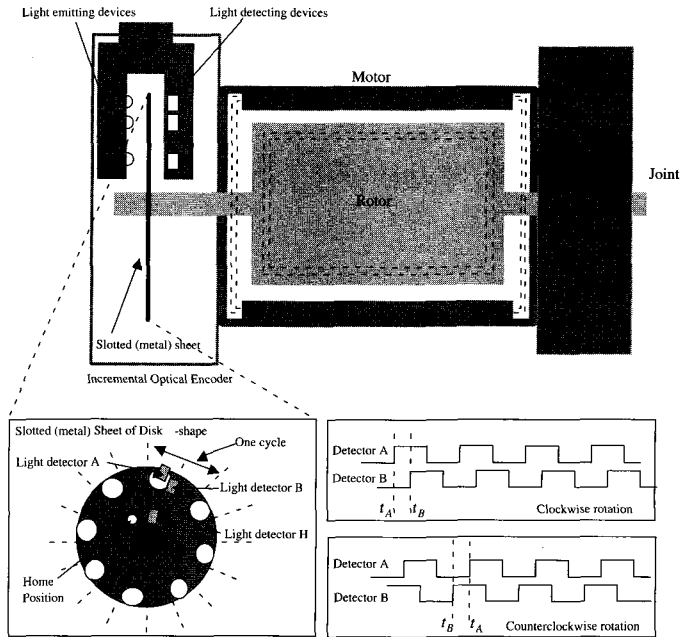 Light emitting devices
Light detecting devices
Motor
Joint
Rotor
Slotted (metal) sheet
Incremental Optical Encoder
Slotted (metal) Sheet of Disk -shape
One cycle
Light detector A
Light detector B
Light detector H
Home
Position
Detector A
Detector B
t_A t_B
Clockwise rotation
Detector A
Detector B
t_B t_A
Counterclockwise rotation